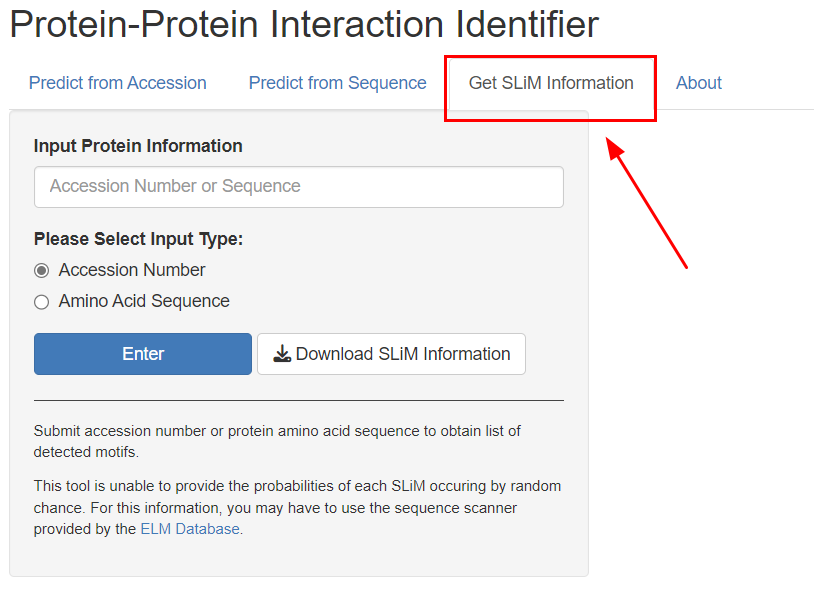 Protein-Protein Interaction Identifier
Predict from Accession Predict from Sequence Get SLiM Information About
Input Protein Information
Accession Number or Sequence
Please Select Input Type:
Accession Number
Amino Acid Sequence
Enter Download SLiM Information
Submit accession number or protein amino acid sequence to obtain list of
detected motifs.
This tool is unable to provide the probabilities of each SLiM occuring by random
chance. For this information, you may have to use the sequence scanner
provided by the ELM Database.